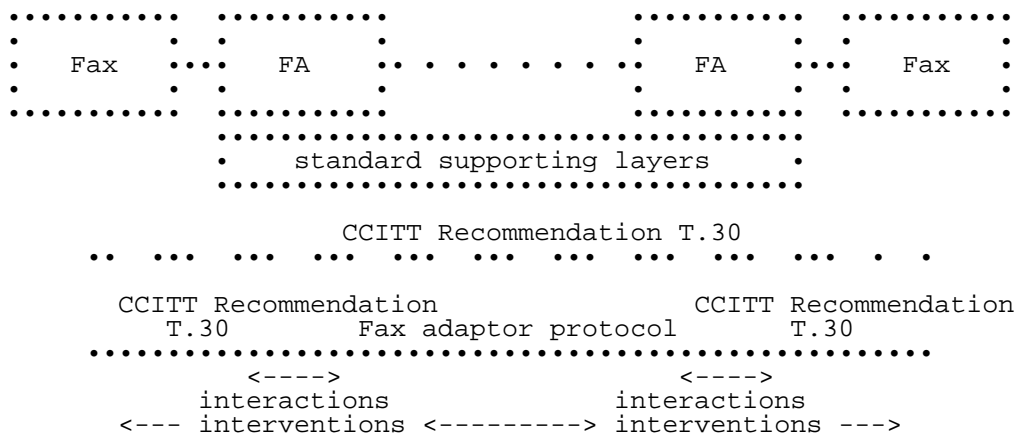 Fax FA FA Fax
standard supporting layers
CCITT Recommendation T.30
CCITT Recommendation CCITT Recommendation
T.30 Fax adaptor protocol T.30
<----> <---->
interactions interactions
<--- interventions <---------> interventions --->